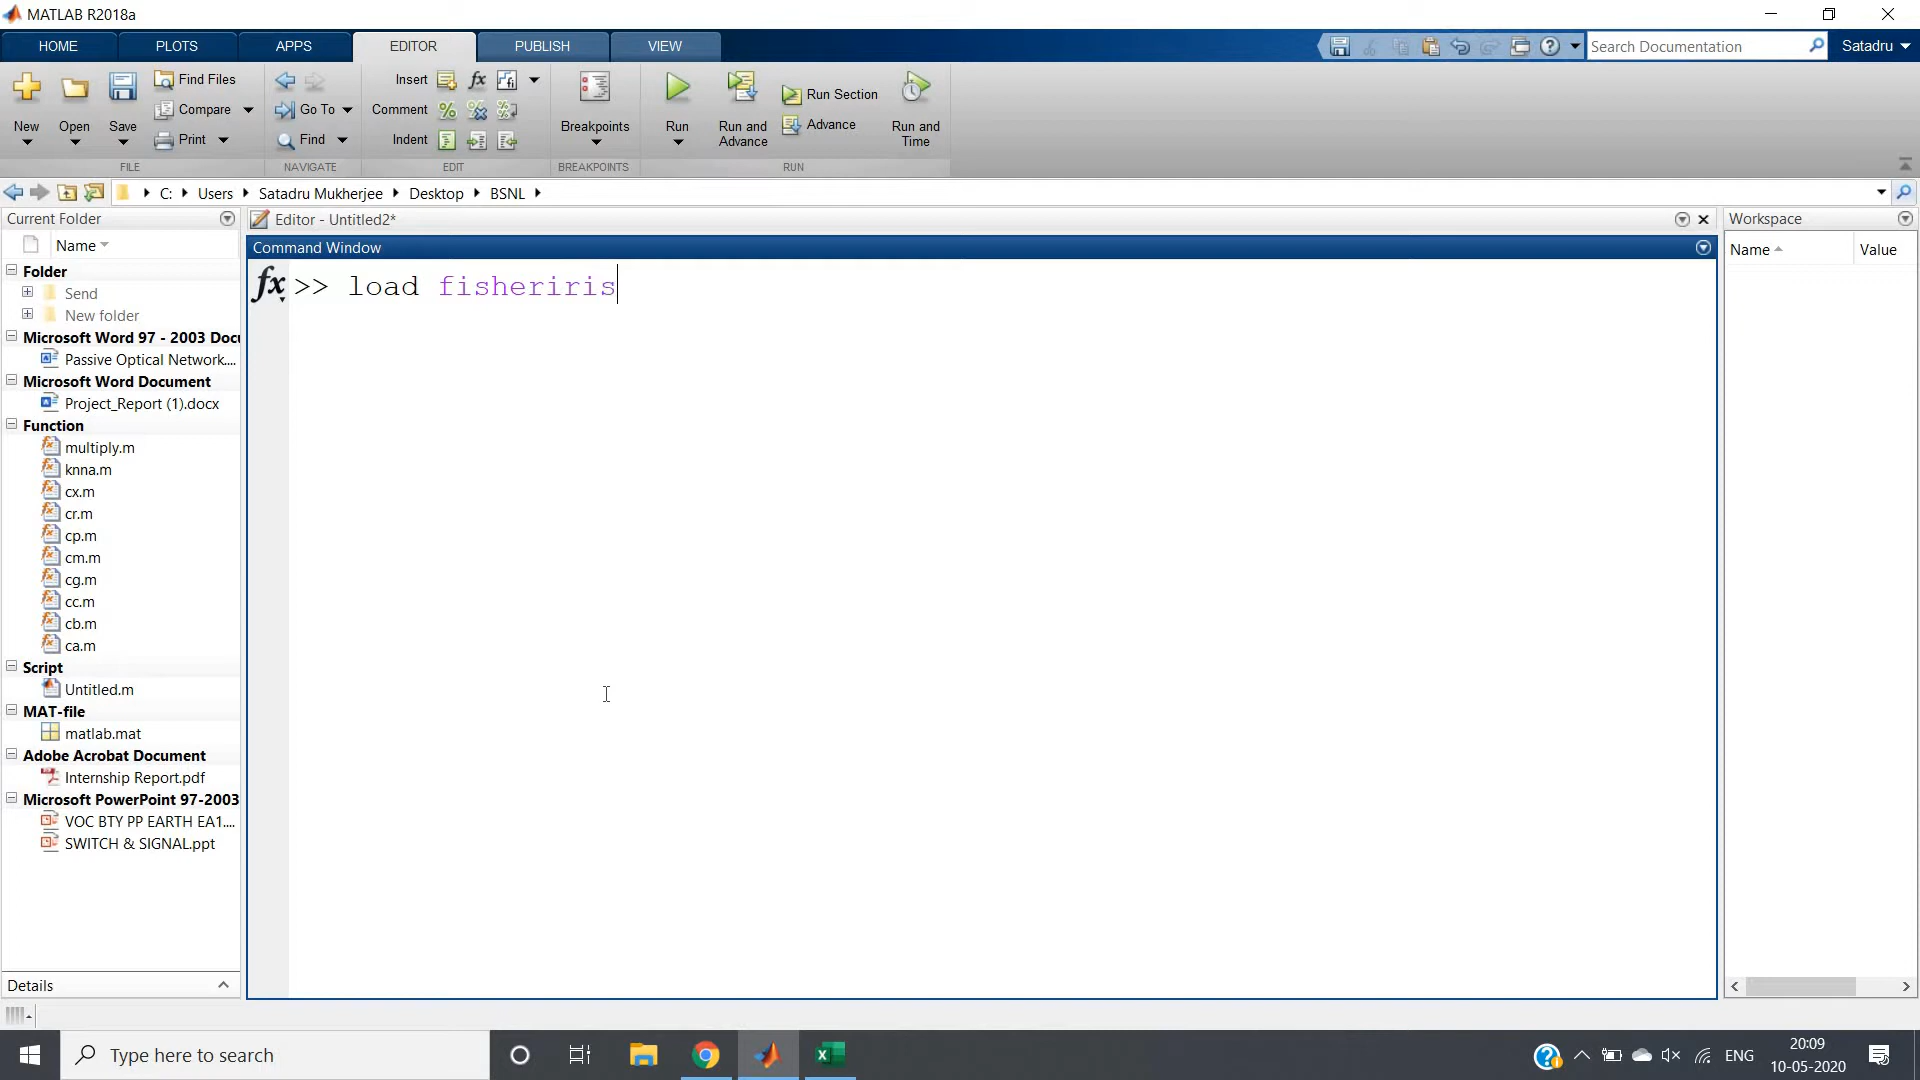 MATLAB R2018a
HOME PLOTS APPS EDITOR PUBLISH VIEW
Search Documentation
Satadru
New
Open
Save
Find Files
Compare
Print
FILE
Go To
Find
NAVIGATE
Insert fx
Comment
Indent
EDIT
Breakpoints
BREAKPOINTS
Run
Run and
Advance
Run Section
Advance
Run and
Time
RUN
C: Users Satadru Mukherjee Desktop BSNL
Current Folder
Name
Folder
Send
New folder
Microsoft Word 97 - 2003 Docu
Passive Optical Network....
Microsoft Word Document
Project_Report (1).docx
Function
multiply.m
knna.m
cx.m
cr.m
cp.m
cm.m
cg.m
cc.m
cb.m
ca.m
Script
Untitled.m
MAT-file
matlab.mat
Adobe Acrobat Document
Internship Report.pdf
Microsoft PowerPoint 97-2003
VOC BTY PP EARTH EA1....
SWITCH & SIGNAL.ppt
Details
Editor - Untitled2*
Command Window
fx >> load fisheriris
Workspace
Name Value
Type here to search
ENG
20:09
10-05-2020